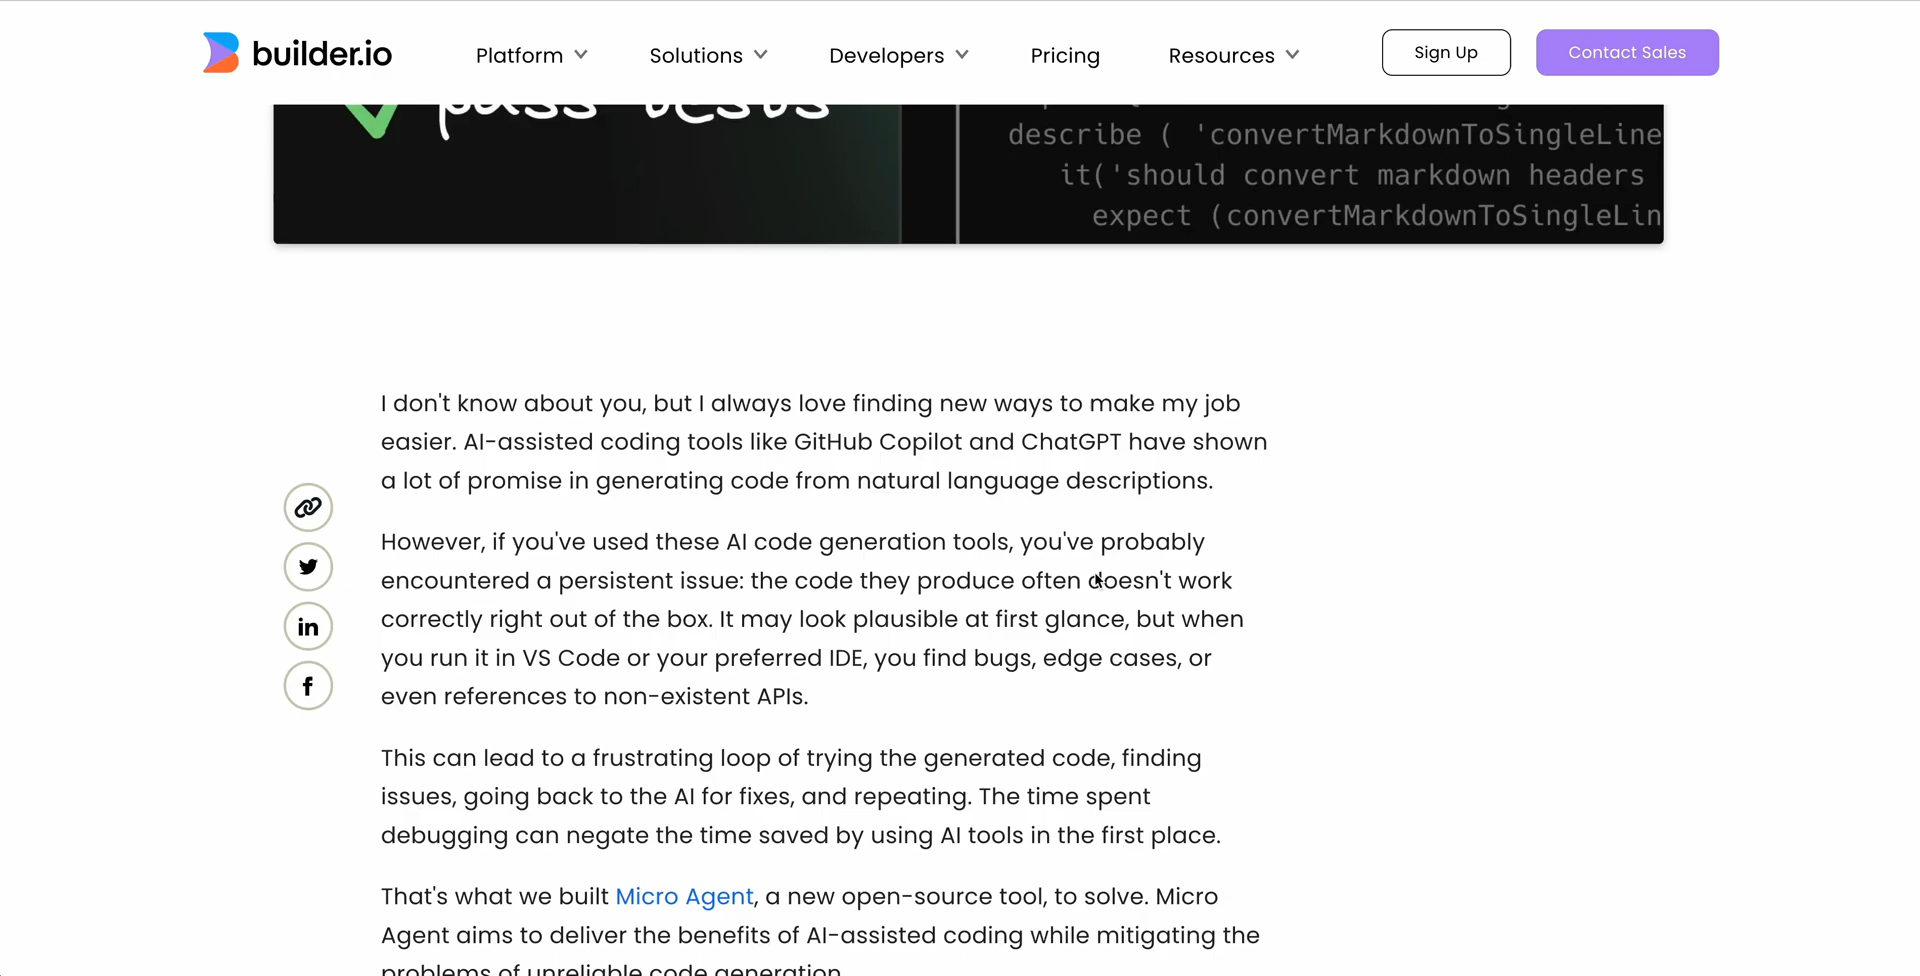 builder.io
Platform
Solutions
Developers
Pricing
Resources
Sign Up
Contact Sales
pass tests
describe ( 'convertMarkdownToSingleLine
it('should convert markdown headers
expect (convertMarkdownToSingleLin
I don't know about you, but I always love finding new ways to make my job
easier. AI-assisted coding tools like GitHub Copilot and ChatGPT have shown
a lot of promise in generating code from natural language descriptions.
However, if you've used these AI code generation tools, you've probably
encountered a persistent issue: the code they produce often doesn't work
correctly right out of the box. It may look plausible at first glance, but when
you run it in VS Code or your preferred IDE, you find bugs, edge cases, or
even references to non-existent APIs.
This can lead to a frustrating loop of trying the generated code, finding
issues, going back to the AI for fixes, and repeating. The time spent
debugging can negate the time saved by using AI tools in the first place.
That's what we built Micro Agent, a new open-source tool, to solve. Micro
Agent aims to deliver the benefits of AI-assisted coding while mitigating the
problems of unreliable code generation.